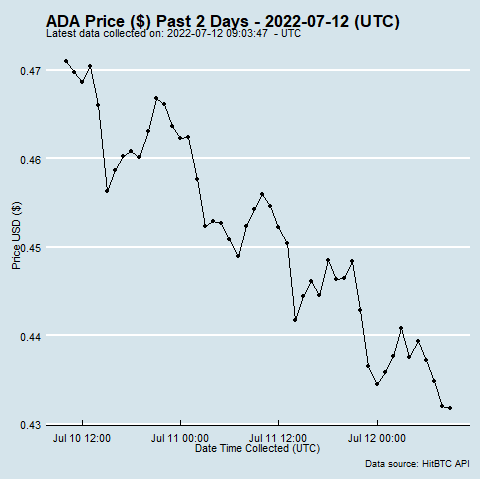 ADA Price ($) Past 2 Days - 2022-07-12 (UTC)
Latest data collected on: 2022-07-12 09:03:47 - UTC
0.47
0.46
0.45
0.44
0.43
Price USD ($)
Jul 10 12:00 Jul 11 00:00 Jul 11 12:00 Jul 12 00:00
Date Time Collected (UTC)
Data source: HitBTC API